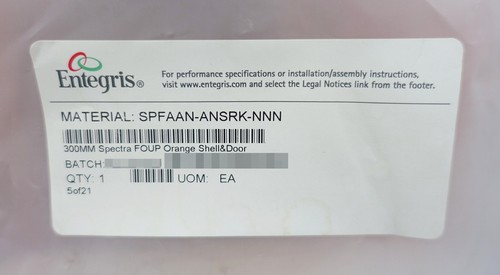 Entegris®
For performance specifications or installation/assembly instructions,
visit www.entegris.com and select the Legal Notices link from the footer.
MATERIAL: SPFAAN-ANSRK-NNN
300MM Spectra FOUP Orange Shell&Door
BATCH:
QTY: 1 UOM: EA
5of21